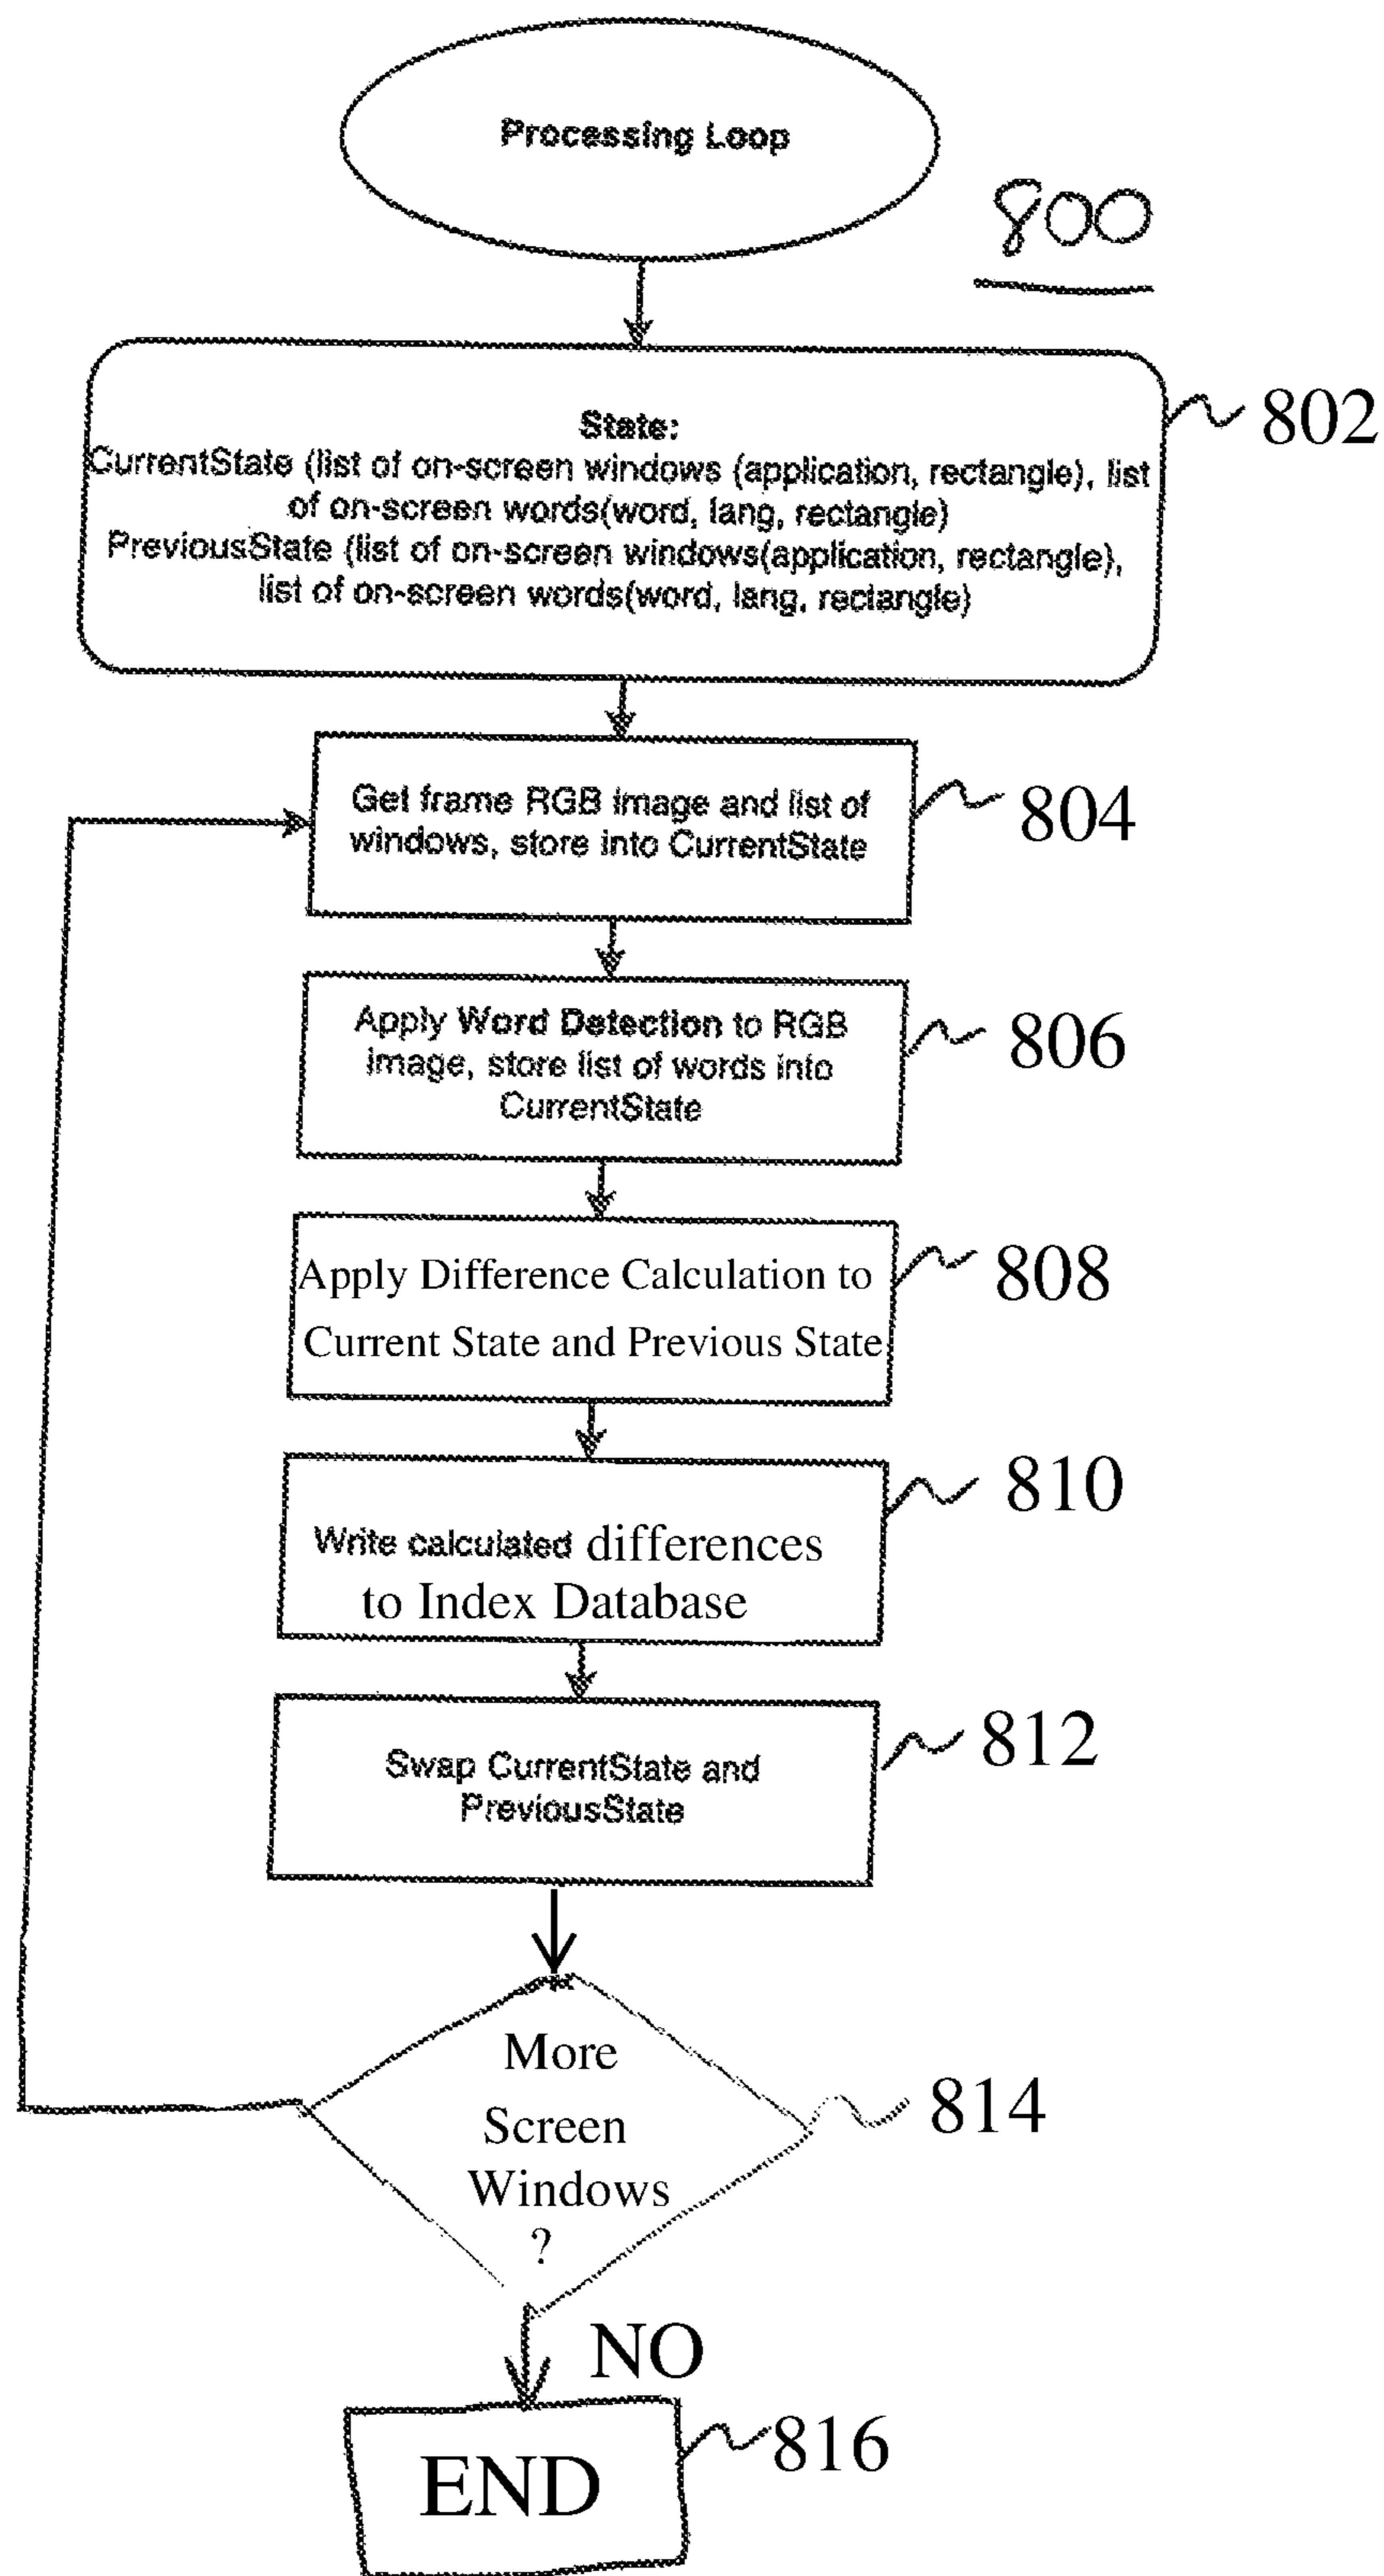 Processing Loop
800
State:
CurrentState (list of on-screen windows (application, rectangle), list
of on-screen words(word, lang, rectangle)
PreviousState (list of on-screen windows(application, rectangle),
list of on-screen words(word, lang, rectangle)
802
Get frame RGB image and list of
windows, store into CurrentState
804
Apply Word Detection to RGB
image, store list of words into
CurrentState
806
Apply Difference Calculation to
Current State and Previous State
808
Write calculated differences
to Index Database
810
Swap CurrentState and
PreviousState
812
More
Screen
Windows
?
814
NO
END
816